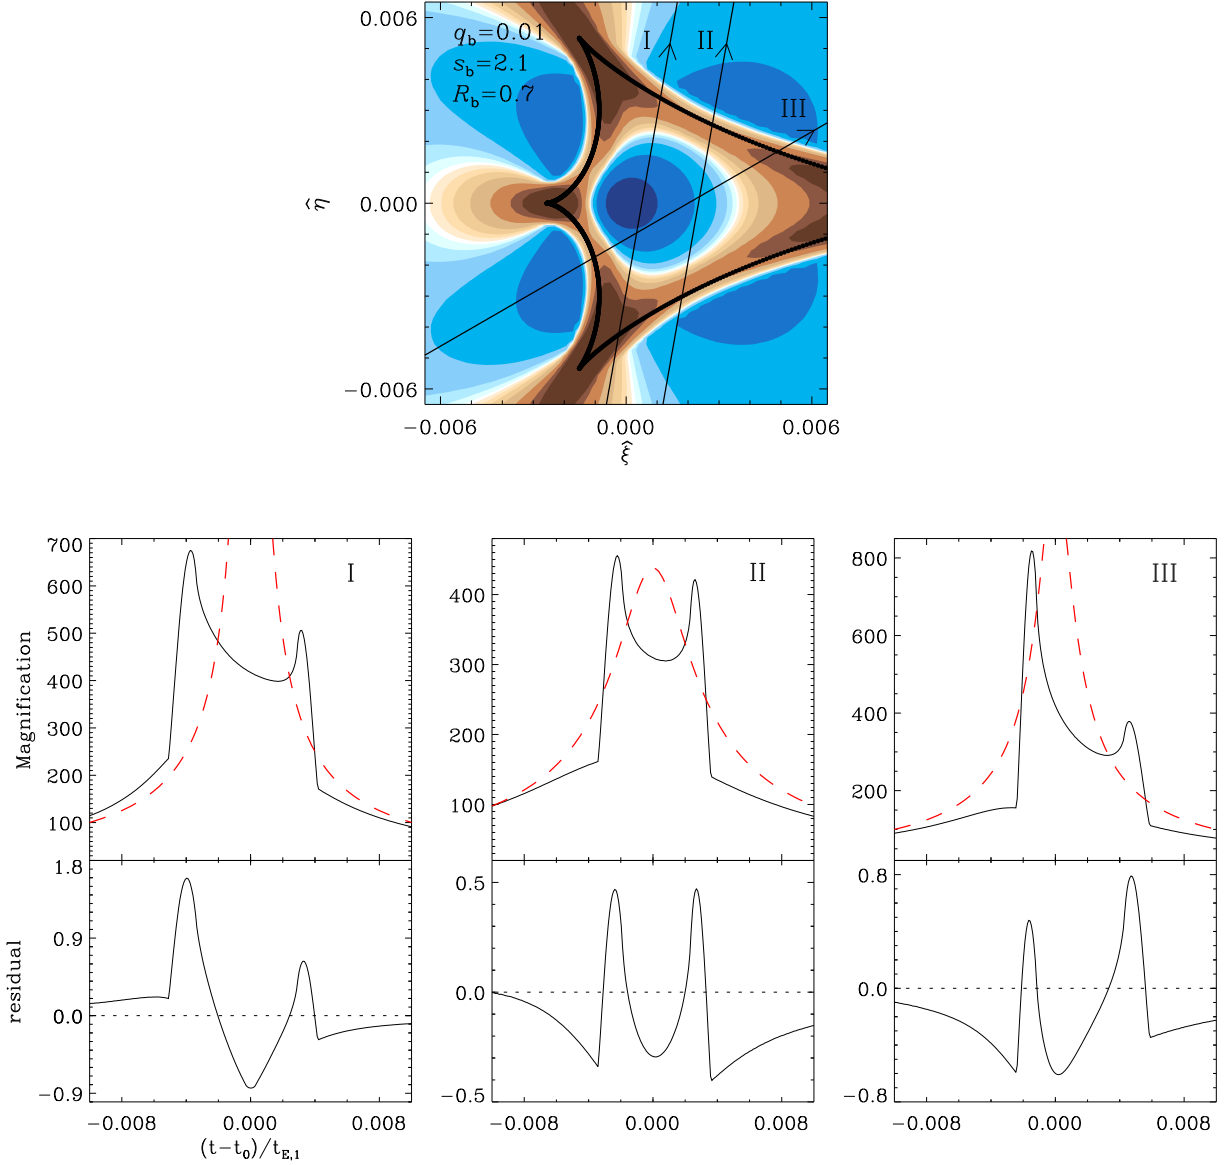 0.006
q_b=0.01
s_b=2.1
R_b=0.7
I II
III
η̂
0.000
−0.006
−0.006 0.000 0.006
ξ̂
Magnification
700
600
500
400
300
200
100
I
400
300
200
100
II
800
600
400
200
III
residual
1.8
0.9
0.0
−0.9
0.5
0.0
−0.5
0.8
0.0
−0.8
−0.008 0.000 0.008
−0.008 0.000 0.008
−0.008 0.000 0.008
(t−t_0)/t_E,1